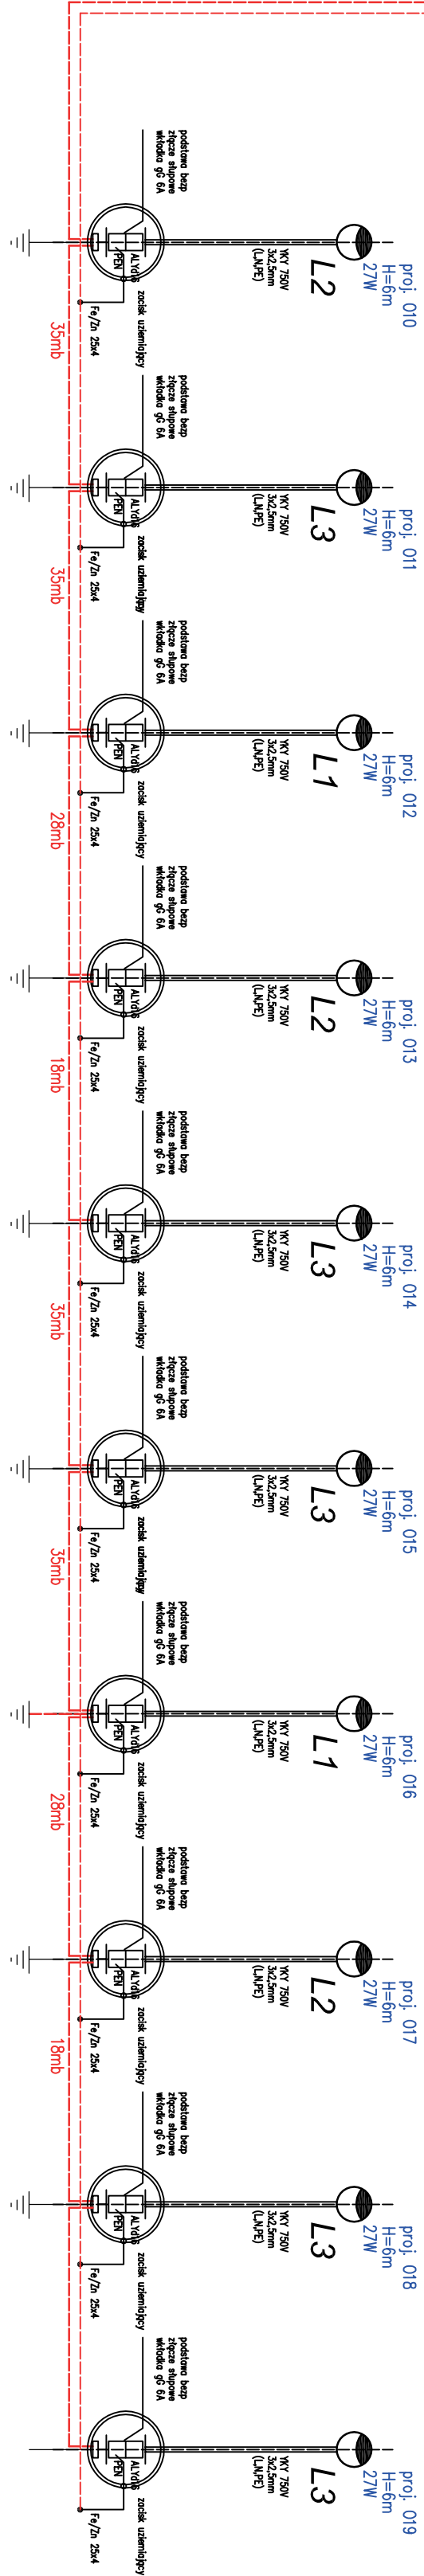 proj. 010
H=6m
27W
L2
YKY 750V
3x2,5mm
(L,N,PE)
podstawa bezp
złącze słupowe
wkładka gG 6A
ALYd16
PEN
zacisk uziemiający
Fe/Zn 25x4
35mb
proj. 011
H=6m
27W
L3
YKY 750V
3x2,5mm
(L,N,PE)
podstawa bezp
złącze słupowe
wkładka gG 6A
ALYd16
PEN
zacisk uziemiający
Fe/Zn 25x4
35mb
proj. 012
H=6m
27W
L1
YKY 750V
3x2,5mm
(L,N,PE)
podstawa bezp
złącze słupowe
wkładka gG 6A
ALYd16
PEN
zacisk uziemiający
Fe/Zn 25x4
28mb
proj. 013
H=6m
27W
L2
YKY 750V
3x2,5mm
(L,N,PE)
podstawa bezp
złącze słupowe
wkładka gG 6A
ALYd16
PEN
zacisk uziemiający
Fe/Zn 25x4
18mb
proj. 014
H=6m
27W
L3
YKY 750V
3x2,5mm
(L,N,PE)
podstawa bezp
złącze słupowe
wkładka gG 6A
ALYd16
PEN
zacisk uziemiający
Fe/Zn 25x4
35mb
proj. 015
H=6m
27W
L3
YKY 750V
3x2,5mm
(L,N,PE)
podstawa bezp
złącze słupowe
wkładka gG 6A
ALYd16
PEN
zacisk uziemiający
Fe/Zn 25x4
35mb
proj. 016
H=6m
27W
L1
YKY 750V
3x2,5mm
(L,N,PE)
podstawa bezp
złącze słupowe
wkładka gG 6A
ALYd16
PEN
zacisk uziemiający
Fe/Zn 25x4
28mb
proj. 017
H=6m
27W
L2
YKY 750V
3x2,5mm
(L,N,PE)
podstawa bezp
złącze słupowe
wkładka gG 6A
ALYd16
PEN
zacisk uziemiający
Fe/Zn 25x4
18mb
proj. 018
H=6m
27W
L3
YKY 750V
3x2,5mm
(L,N,PE)
podstawa bezp
złącze słupowe
wkładka gG 6A
ALYd16
PEN
zacisk uziemiający
Fe/Zn 25x4
proj. 019
H=6m
27W
L3
YKY 750V
3x2,5mm
(L,N,PE)
podstawa bezp
złącze słupowe
wkładka gG 6A
ALYd16
PEN
zacisk uziemiający
Fe/Zn 25x4